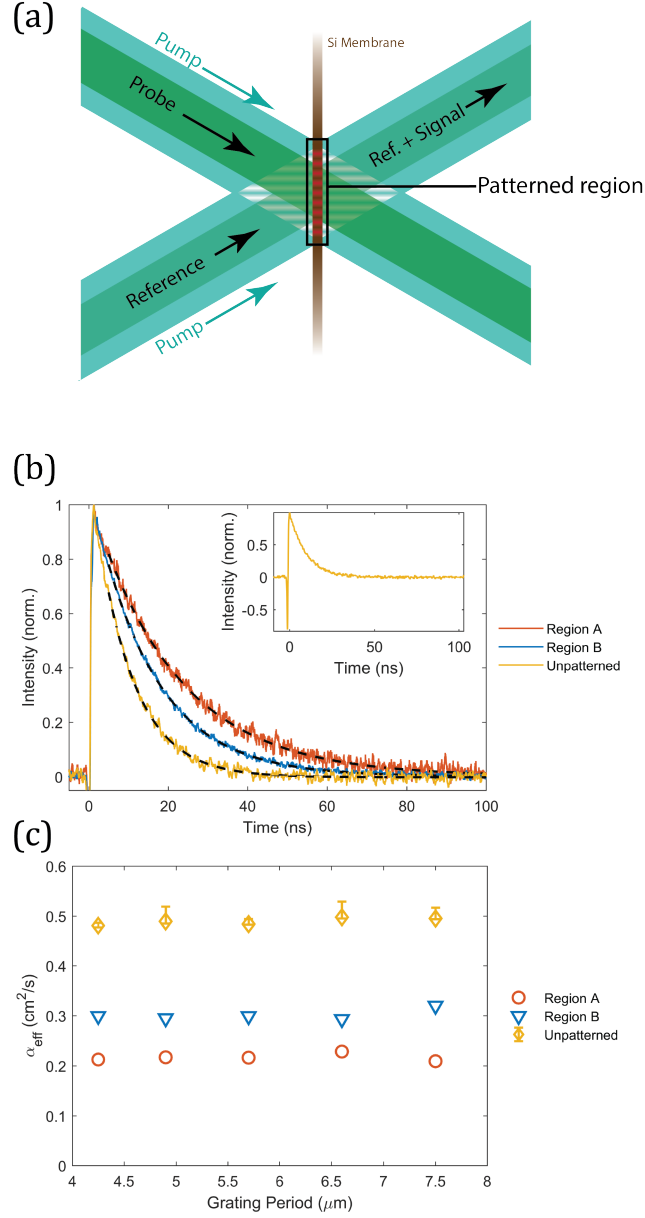 (a)
Si Membrane
Pump
Probe
Ref. + Signal
Patterned region
Reference
Pump
(b)
1
0.8
0.6
0.4
0.2
0
Intensity (norm.)
0 20 40 60 80 100
Time (ns)
0.5
0
-0.5
Intensity (norm.)
0 50 100
Time (ns)
Region A
Region B
Unpatterned
(c)
0.6
0.5
0.4
0.3
0.2
0.1
0
αeff (cm²/s)
4 4.5 5 5.5 6 6.5 7 7.5 8
Grating Period (μm)
Region A
Region B
Unpatterned